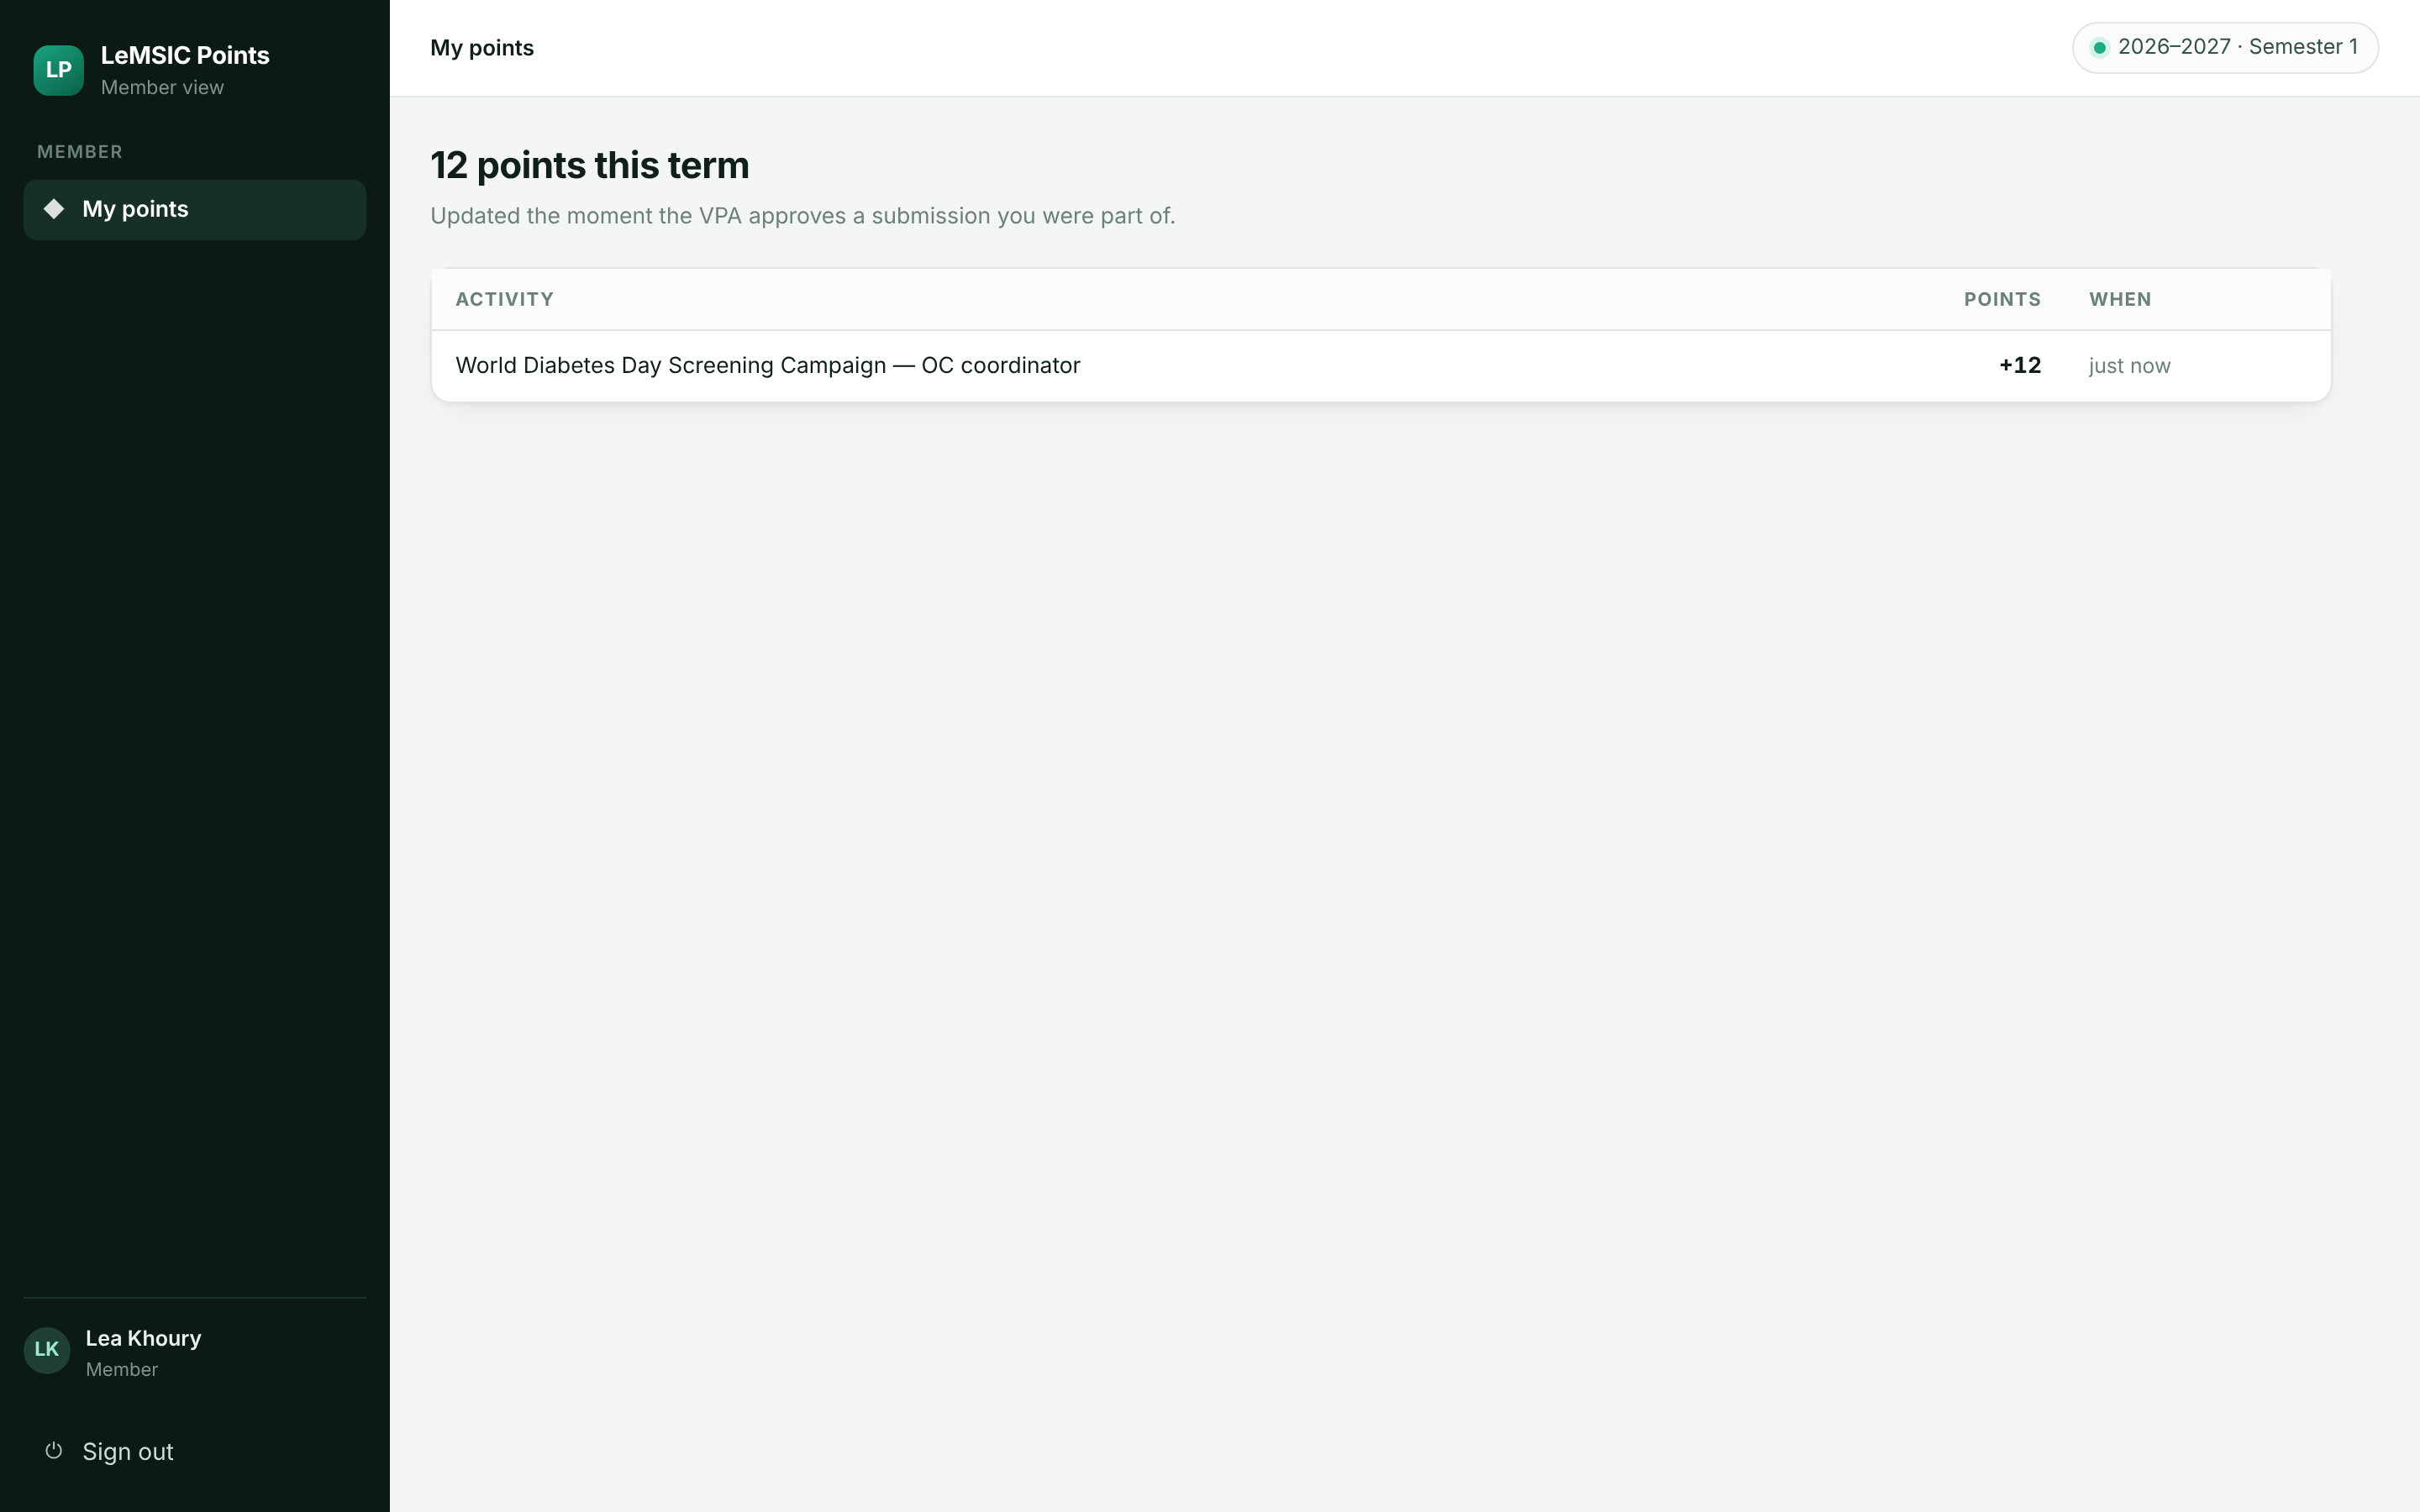 LP
LeMSIC Points
Member view
MEMBER
My points
My points
2026–2027 · Semester 1
12 points this term
Updated the moment the VPA approves a submission you were part of.
ACTIVITY POINTS WHEN
World Diabetes Day Screening Campaign — OC coordinator +12 just now
LK
Lea Khoury
Member
Sign out